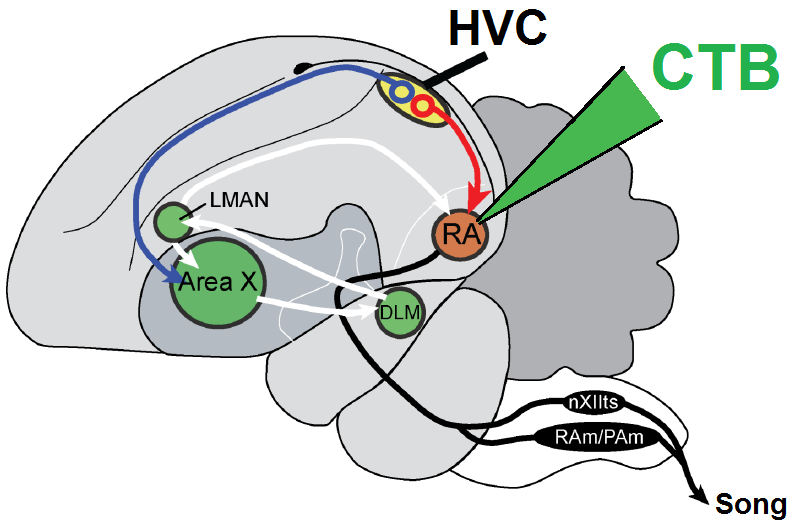 HVC
CTB
LMAN
RA
Area X
DLM
nXIIts
RAm/PAm
Song